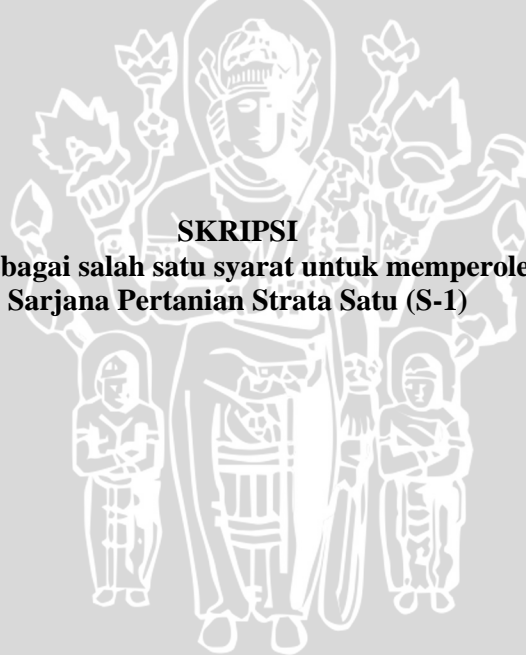 SKRIPSI
bagai salah satu syarat untuk memperole
Sarjana Pertanian Strata Satu (S-1)